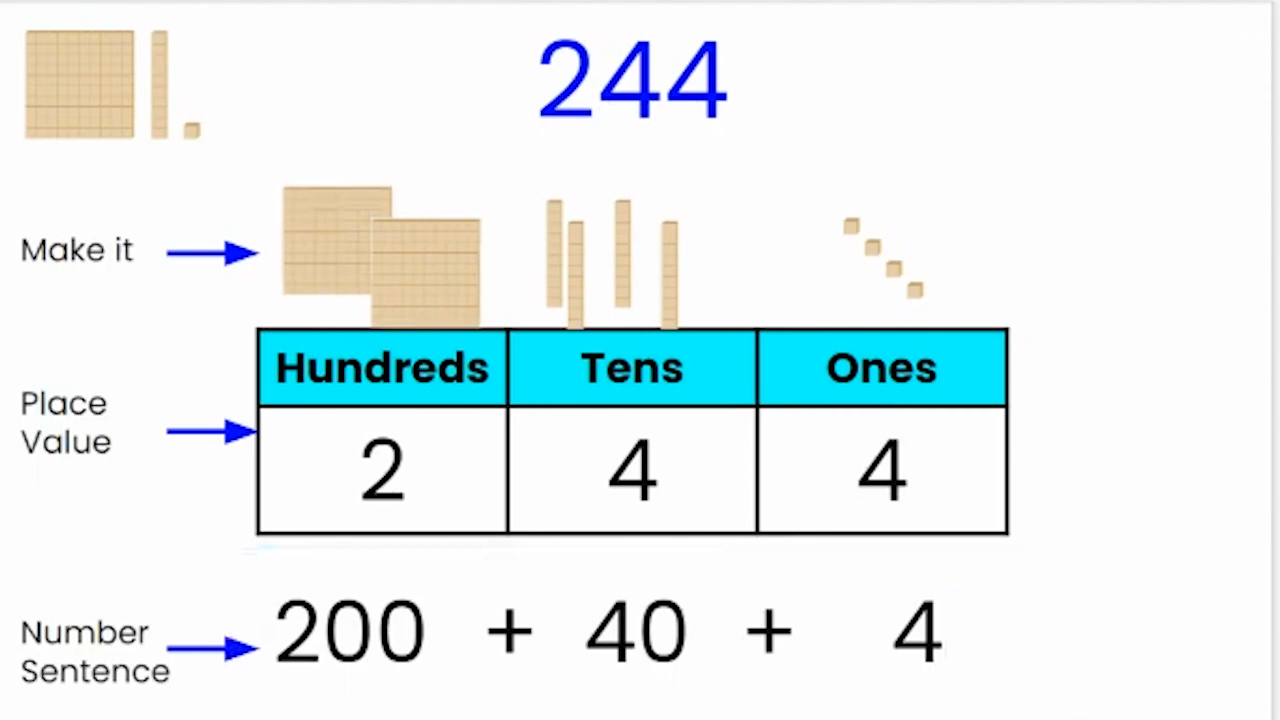 244
Make it
Hundreds Tens Ones
Place
Value
2 4 4
Number
Sentence
200 + 40 + 4